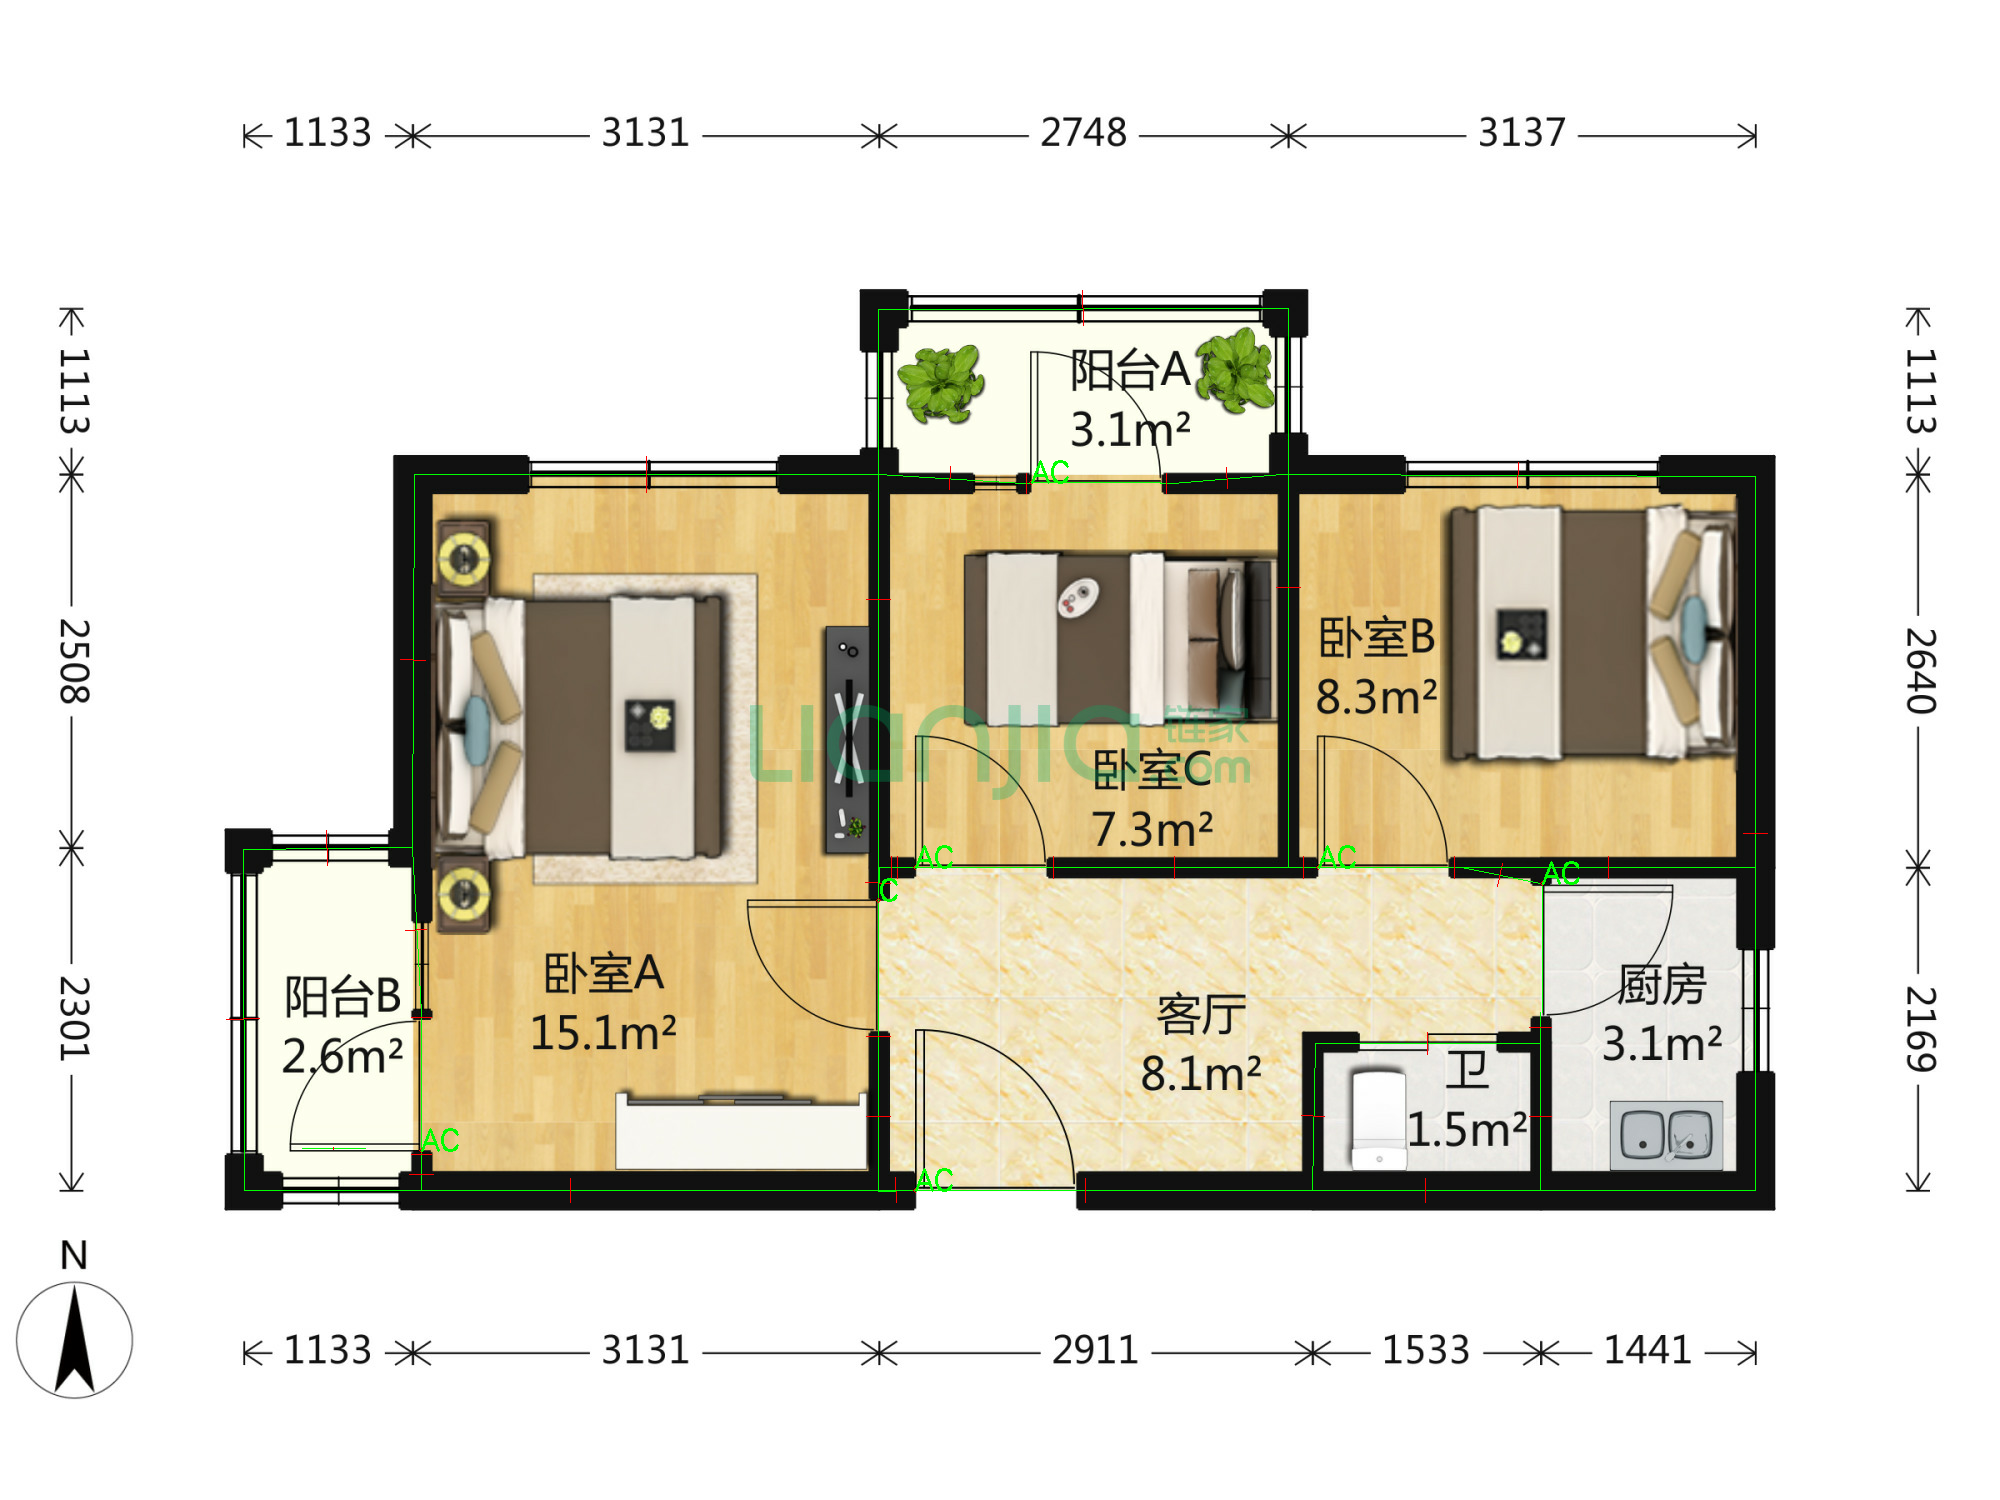 1133
3131
2748
3137
1113
2508
2301
1113
2640
2169
阳台A
3.1m²
AC
卧室B
8.3m²
Lianjia 链家
.com
卧室C
7.3m²
AC
AC
AC
C
卧室A
15.1m²
阳台B
2.6m²
客厅
8.1m²
厨房
3.1m²
卫
1.5m²
AC
AC
N
1133
3131
2911
1533
1441